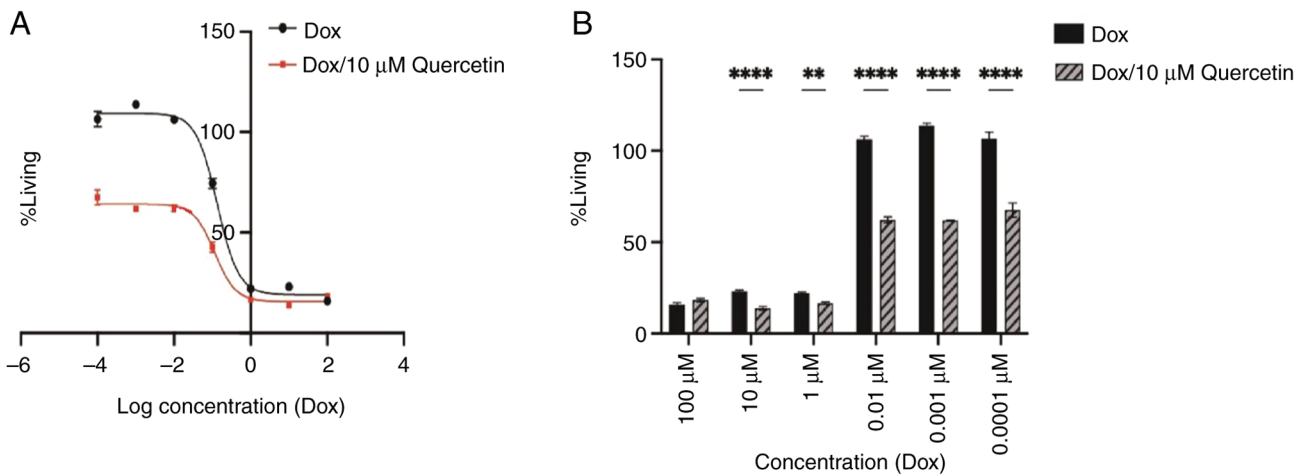 A
150
100
50
%Living
−6
−4
−2
0
2
4
Log concentration (Dox)
Dox
Dox/10 μM Quercetin
B
150
100
50
0
%Living
**** ** **** **** ****
100 μM
10 μM
1 μM
0.01 μM
0.001 μM
0.0001 μM
Concentration (Dox)
Dox
Dox/10 μM Quercetin